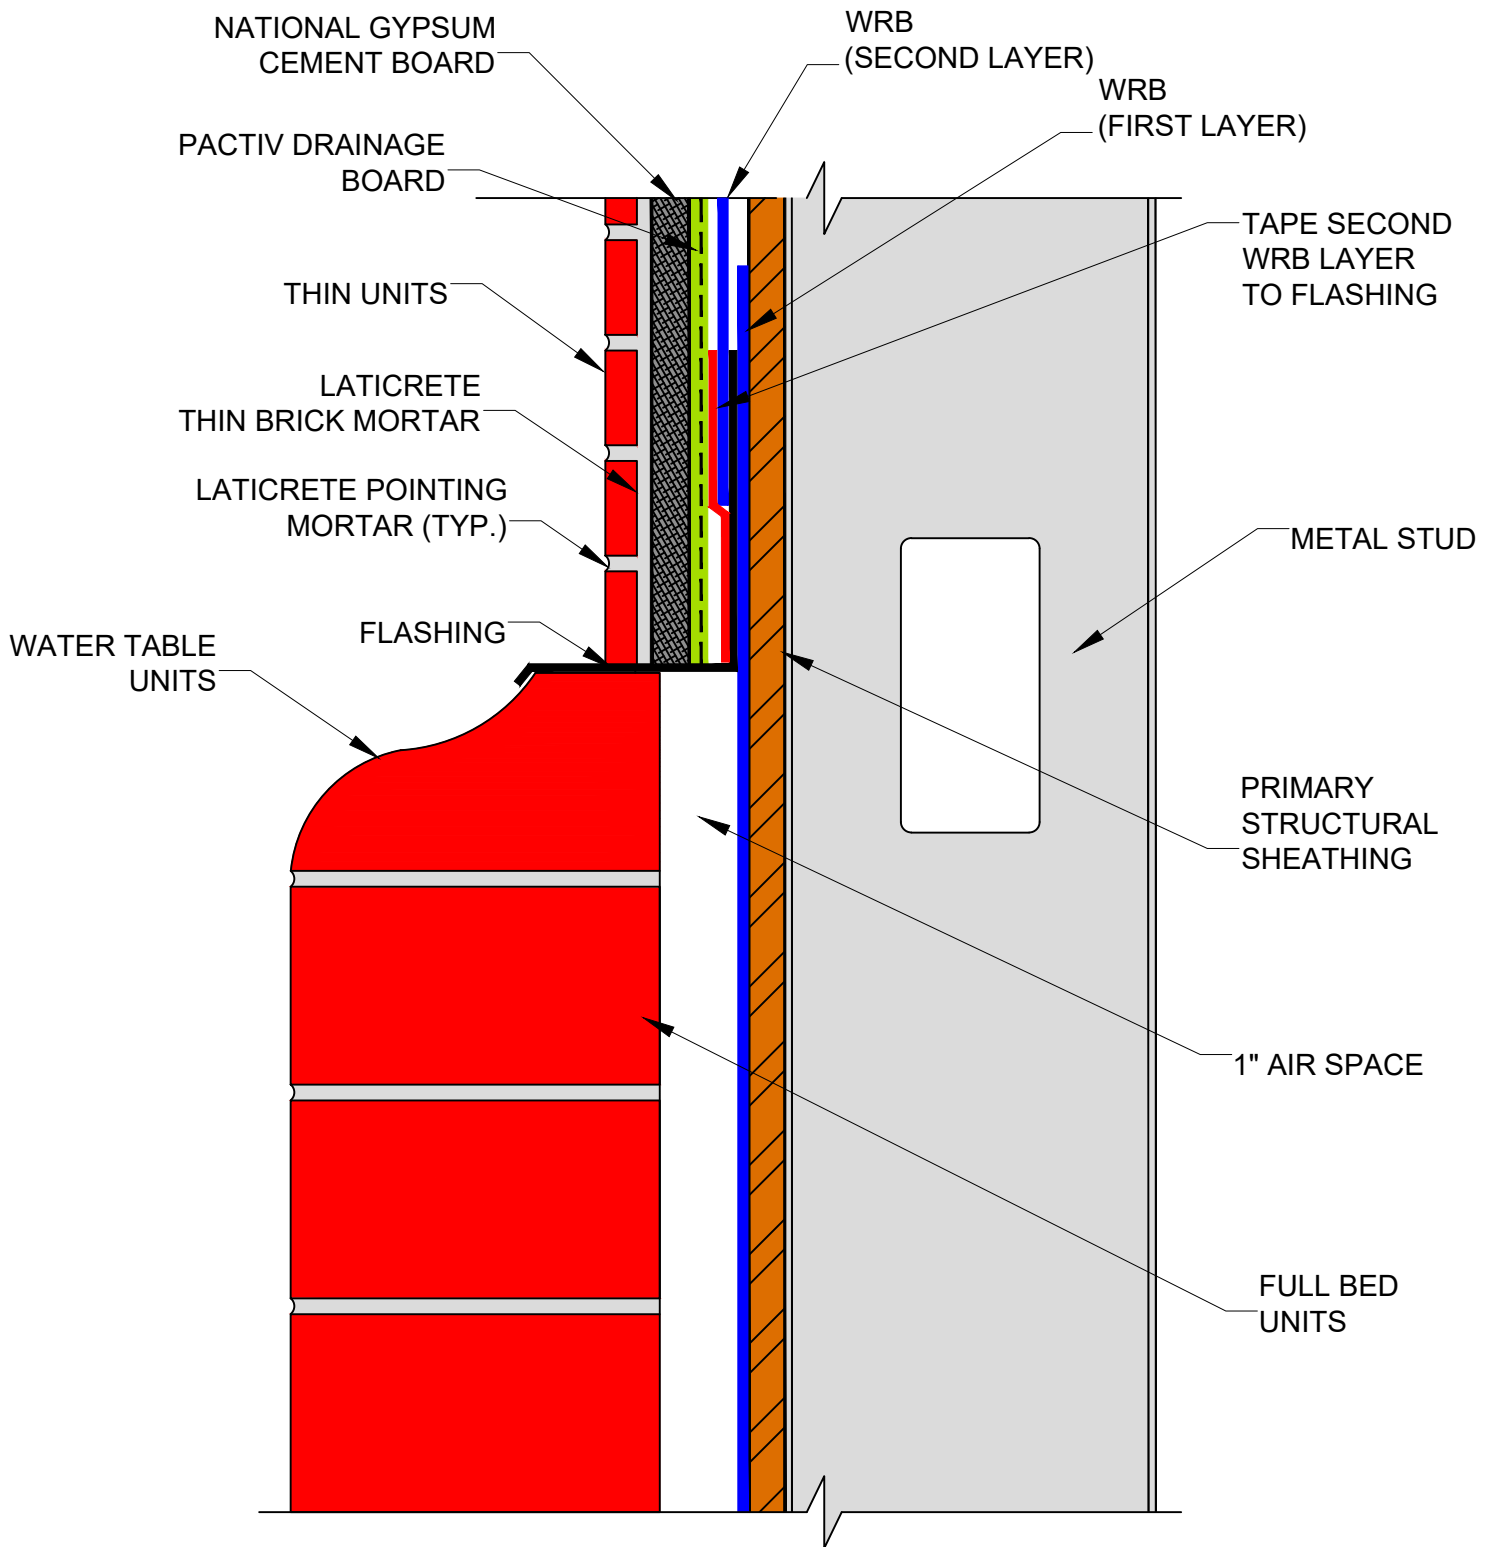 NATIONAL GYPSUM
CEMENT BOARD
WRB
(SECOND LAYER)
WRB
(FIRST LAYER)
PACTIV DRAINAGE
BOARD
TAPE SECOND
WRB LAYER
TO FLASHING
THIN UNITS
LATICRETE
THIN BRICK MORTAR
LATICRETE POINTING
MORTAR (TYP.)
METAL STUD
FLASHING
WATER TABLE
UNITS
PRIMARY
STRUCTURAL
SHEATHING
1" AIR SPACE
FULL BED
UNITS